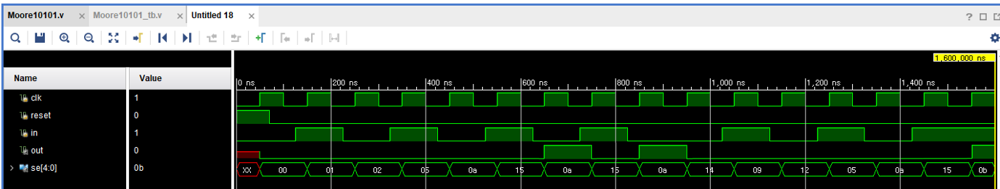 Moore10101.v × Moore10101_tb.v × Untitled 18 ×
?
1,600,000 ns
Name Value
0 ns 200 ns 400 ns 600 ns 800 ns 1,000 ns 1,200 ns 1,400 ns
clk 1
reset 0
in 1
out 0
se[4:0] 0b XX 00 01 02 05 0a 15 0a 15 0a 14 09 12 05 0a 15 0b